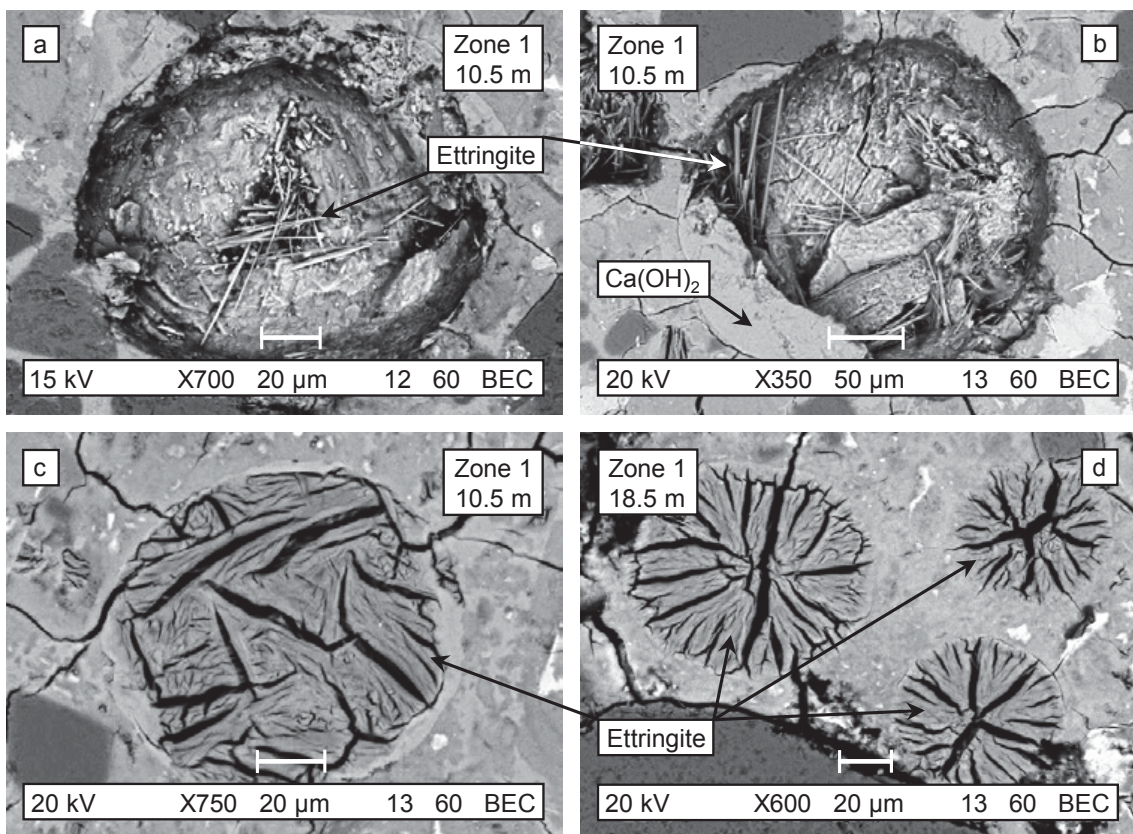 a
Zone 1
10.5 m
Ettringite
15 kV X700 20 µm 12 60 BEC
Zone 1
10.5 m
b
Ca(OH)2
20 kV X350 50 µm 13 60 BEC
c
Zone 1
10.5 m
20 kV X750 20 µm 13 60 BEC
Zone 1
18.5 m
d
Ettringite
20 kV X600 20 µm 13 60 BEC